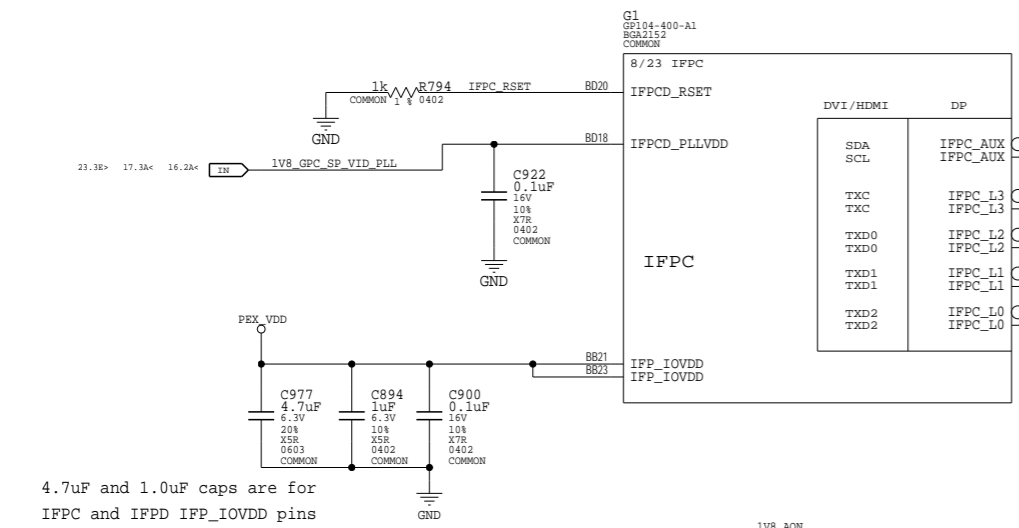 G1
GP104-400-A1
BGA2152
COMMON
8/23 IFPC
1k R794 IFPC_RSET BD20 IFPCD_RSET
COMMON 1 % 0402
GND
DVI/HDMI DP
BD18 IFPCD_PLLVDD
23.3E> 17.3A< 16.2A< IN 1V8_GPC_SP_VID_PLL
SDA IFPC_AUX
SCL IFPC_AUX
C922
0.1uF
16V
10%
X7R
0402
COMMON
GND
TXC IFPC_L3
TXC IFPC_L3
TXD0 IFPC_L2
TXD0 IFPC_L2
IFPC
TXD1 IFPC_L1
TXD1 IFPC_L1
TXD2 IFPC_L0
TXD2 IFPC_L0
PEX_VDD
BB21 IFP_IOVDD
BB23 IFP_IOVDD
C977 C894 C900
4.7uF 1uF 0.1uF
6.3V 6.3V 16V
20% 10% 10%
X5R X5R X7R
0603 0402 0402
COMMON COMMON COMMON
4.7uF and 1.0uF caps are for
IFPC and IFPD IFP_IOVDD pins
GND
1V8_AON